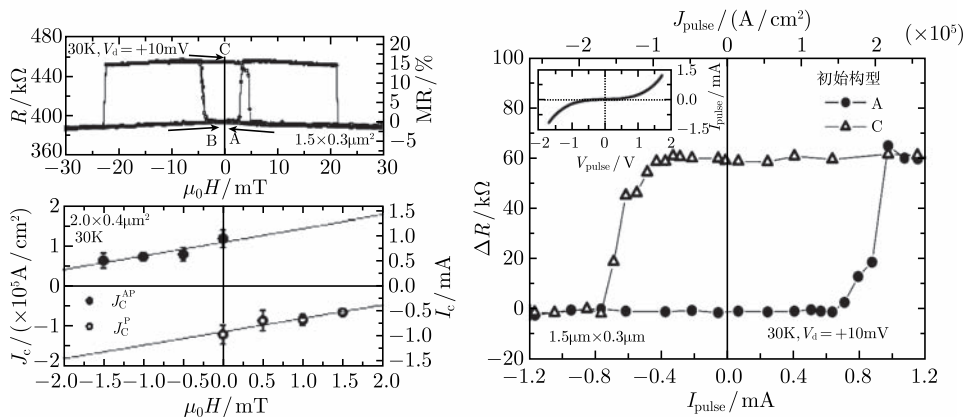 480
450
420
390
360
R/kΩ
30K, V_d=+10mV
C
B
A
1.5×0.3μm²
15
10
5
0
-5
MR/%
-30 -20 -10 0 10 20 30
μ₀H/mT
2
1
0
-1
-2
J_c/(×10⁵A/cm²)
2.0×0.4μm²
30K
J_C^AP
J_C^P
1.5
1.0
0.5
0.0
-0.5
-1.0
-1.5
I_c/mA
-2.0 -1.5 -1.0 -0.5 0.0 0.5 1.0 1.5 2.0
μ₀H/mT
J_pulse/(A/cm²)
-2 -1 0 1 2 (×10⁵)
100
80
60
40
20
0
-20
ΔR/kΩ
1.5
0.0
-1.5
I_pulse/mA
-2 -1 0 1 2
V_pulse/V
初始构型
A
C
1.5μm×0.3μm
30K, V_d=+10mV
-1.2 -0.8 -0.4 0.0 0.4 0.8 1.2
I_pulse/mA